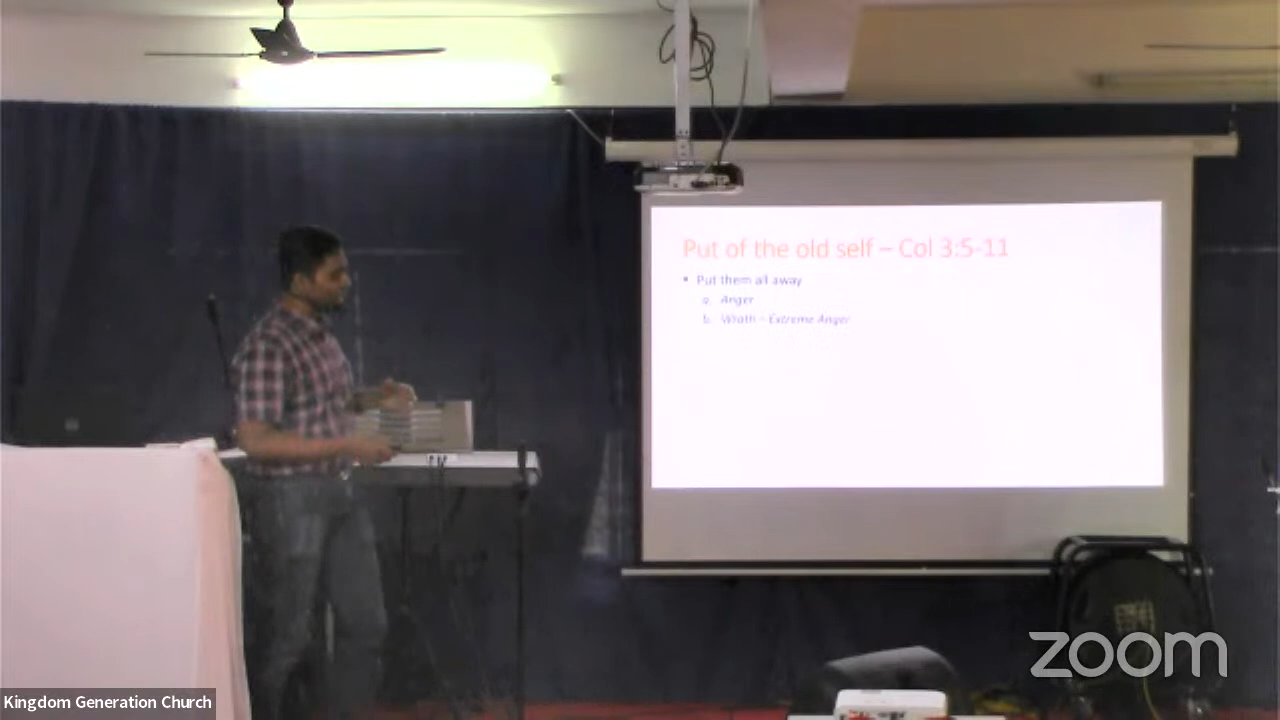 Put of the old self – Col 3:5-11
• Put them all away
a. Anger
b. Wrath – Extreme Anger
zoom
Kingdom Generation Church